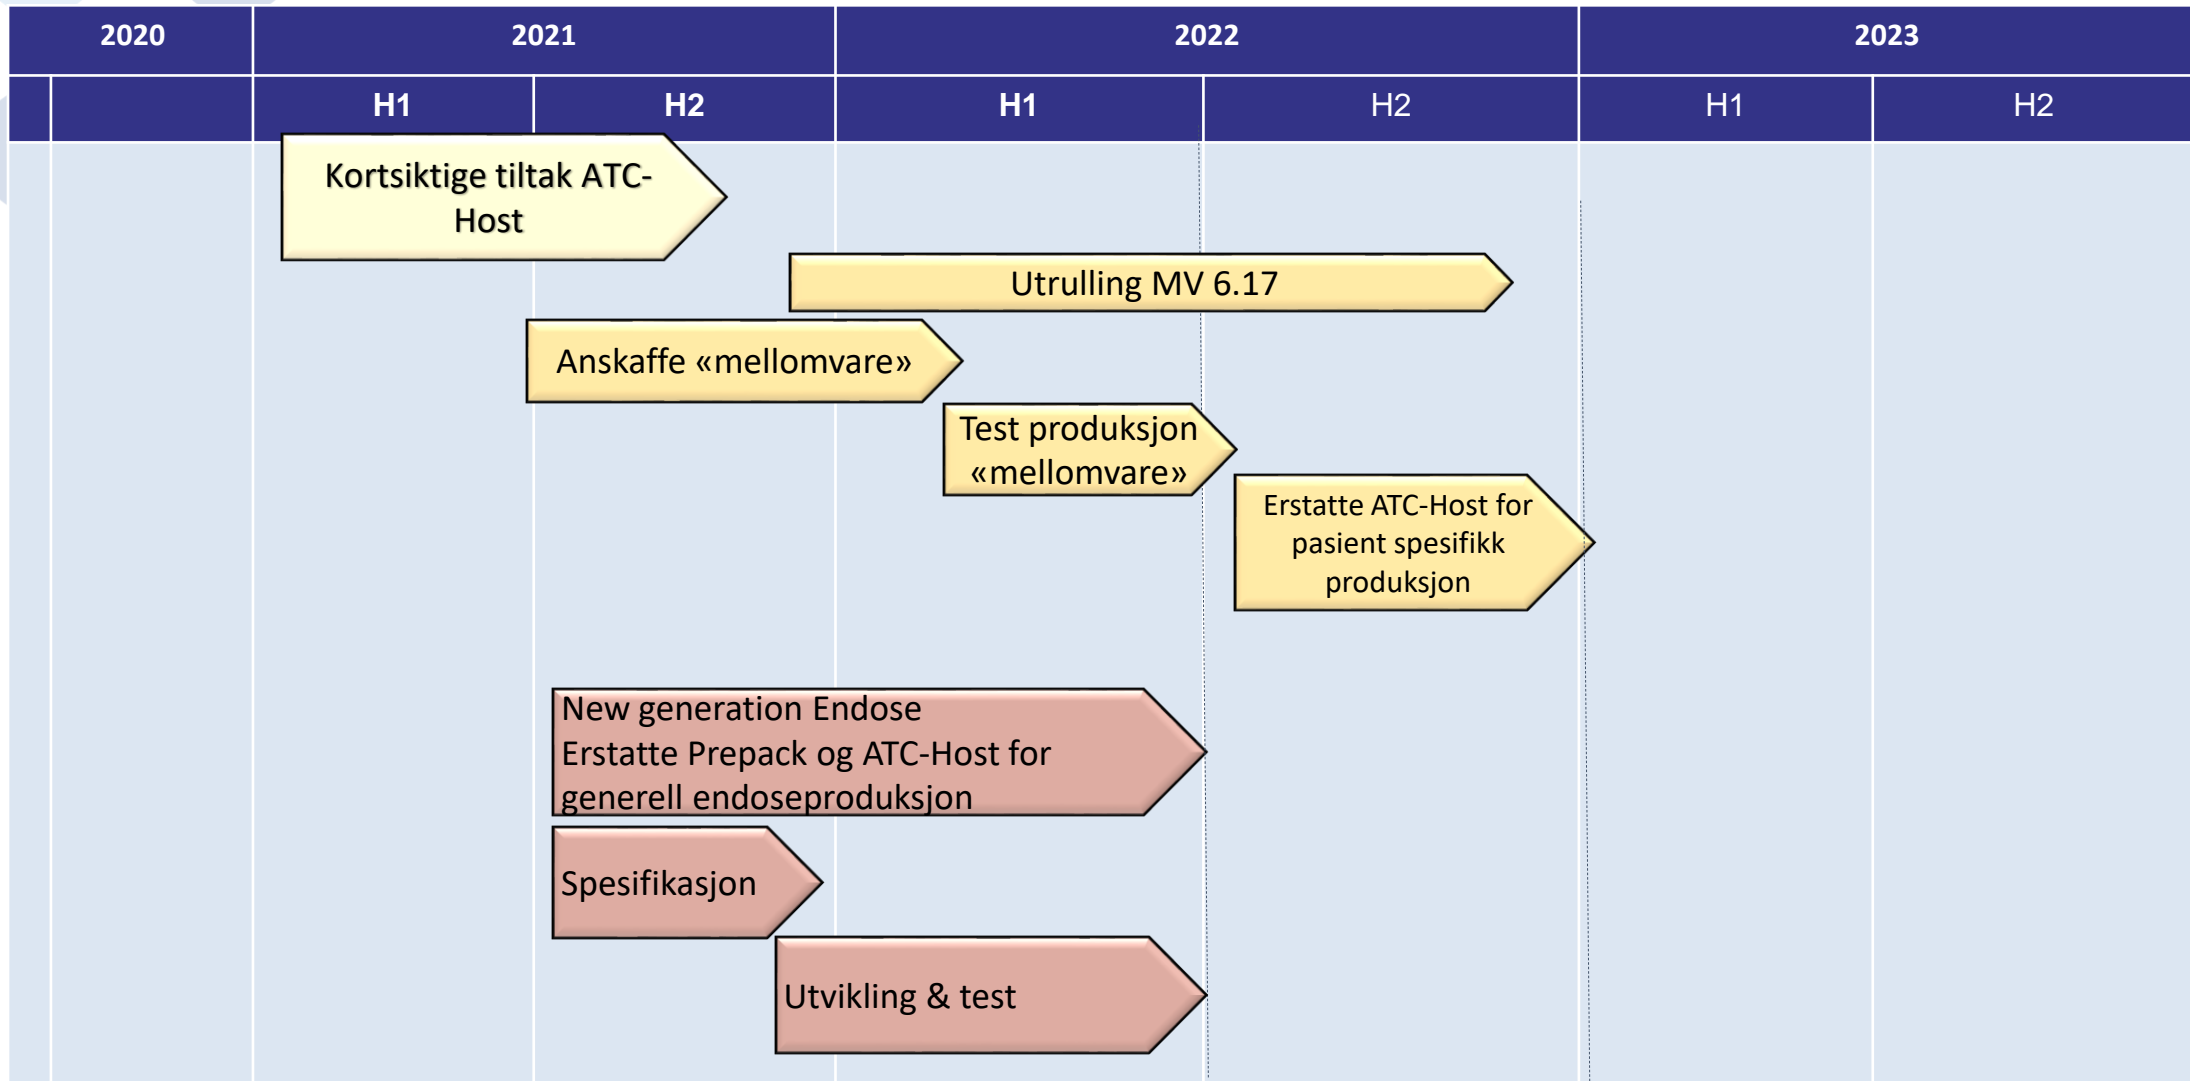 2020
2021
2022
2023
H1
H2
H1
H2
H1
H2
Kortsiktige tiltak ATC-
Host
Utrulling MV 6.17
Anskaffe «mellomvare»
Test produksjon
«mellomvare»
Erstatte ATC-Host for
pasient spesifikk
produksjon
New generation Endose
Erstatte Prepack og ATC-Host for
generell endoseproduksjon
Spesifikasjon
Utvikling & test